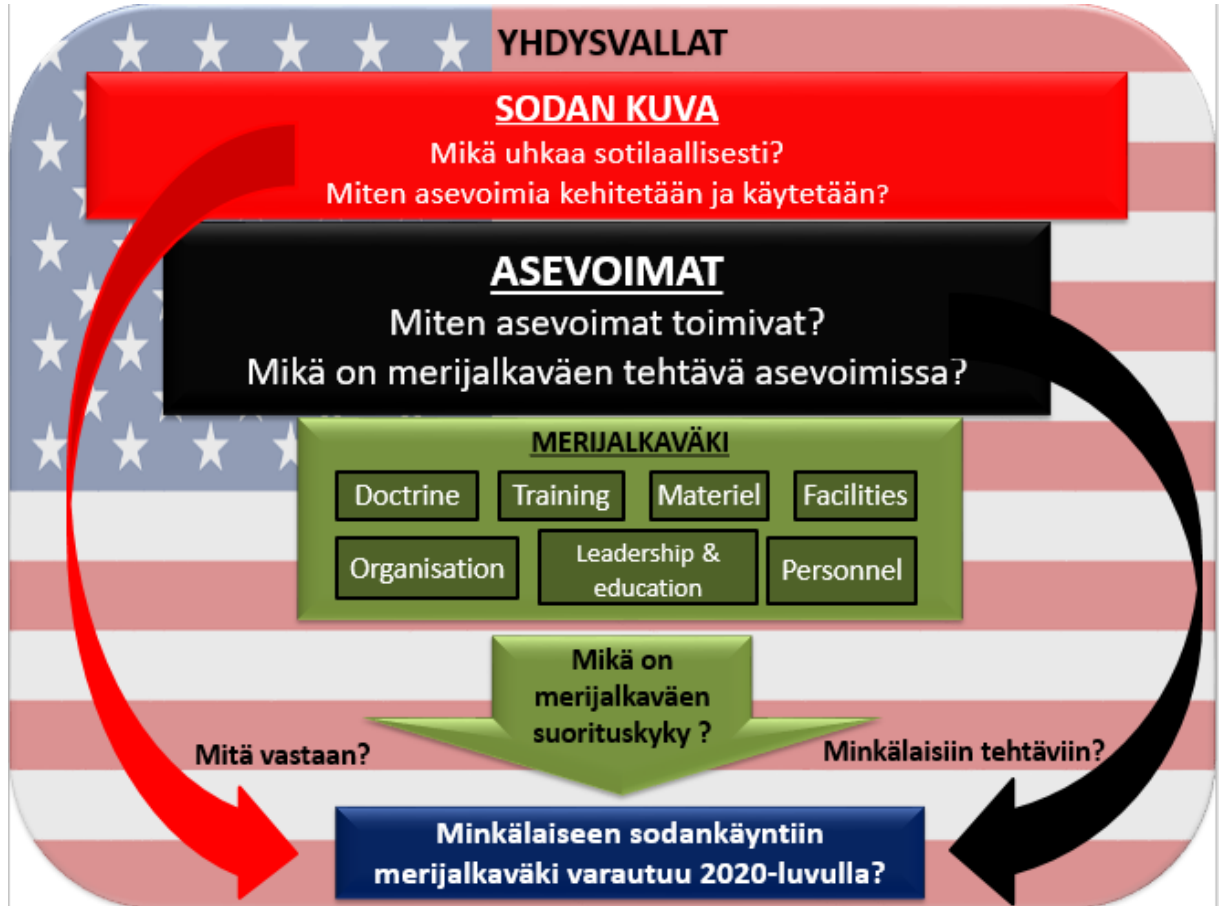 YHDYSVALLAT
SODAN KUVA
Mikä uhkaa sotilaallisesti?
Miten asevoimia kehitetään ja käytetään?
ASEVOIMAT
Miten asevoimat toimivat?
Mikä on merijalkaväen tehtävä asevoimissa?
MERIJALKAVÄKI
Doctrine Training Materiel Facilities
Organisation Leadership & education Personnel
Mikä on
merijalkaväen
suorituskyky ?
Mitä vastaan?
Minkälaisiin tehtäviin?
Minkälaiseen sodankäyntiin
merijalkaväki varautuu 2020-luvulla?